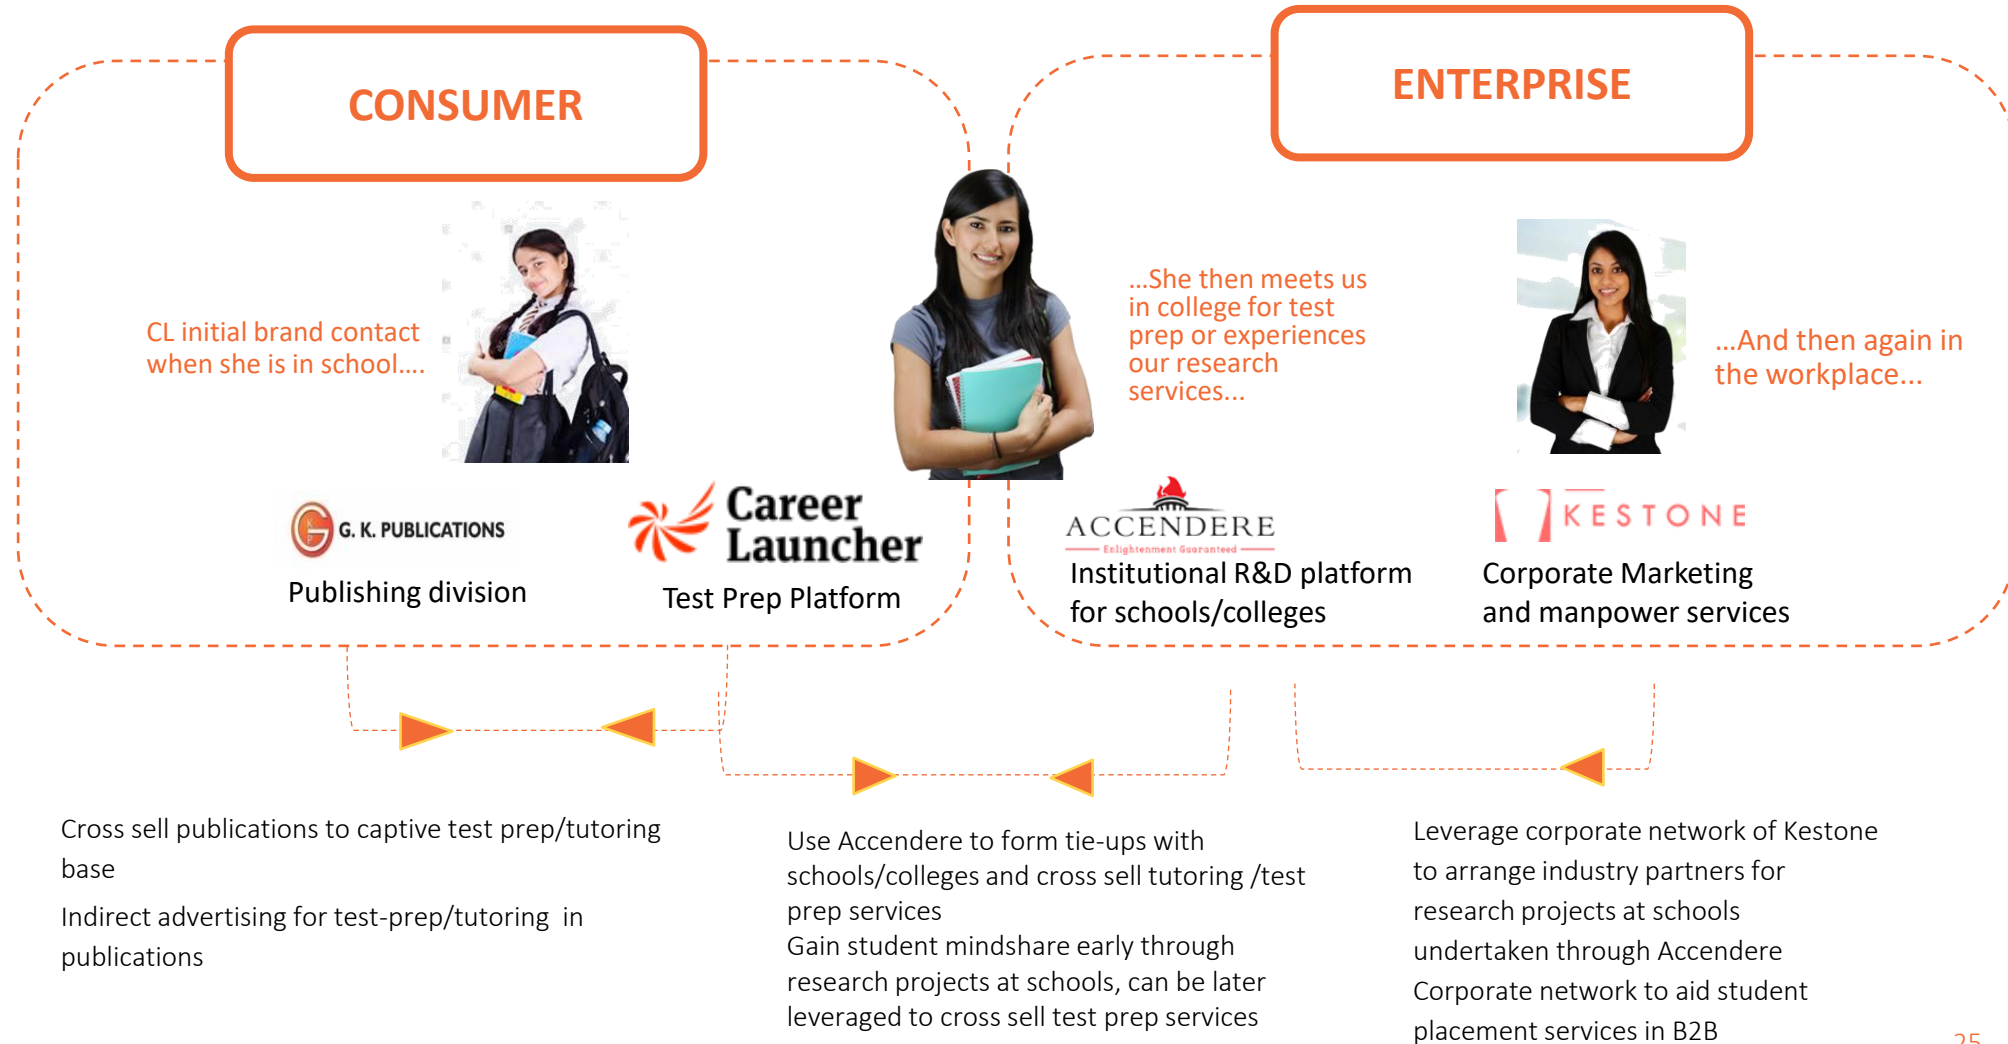 CONSUMER
ENTERPRISE
CL initial brand contact
when she is in school....
...She then meets us
in college for test
prep or experiences
our research
services...
...And then again in
the workplace...
G. K. PUBLICATIONS
Publishing division
Career
Launcher
Test Prep Platform
ACCENDERE
Enlightenment Guaranteed
Institutional R&D platform
for schools/colleges
KESTONE
Corporate Marketing
and manpower services
Cross sell publications to captive test prep/tutoring
base
Indirect advertising for test-prep/tutoring in
publications
Use Accendere to form tie-ups with
schools/colleges and cross sell tutoring /test
prep services
Gain student mindshare early through
research projects at schools, can be later
leveraged to cross sell test prep services
Leverage corporate network of Kestone
to arrange industry partners for
research projects at schools
undertaken through Accendere
Corporate network to aid student
placement services in B2B
25